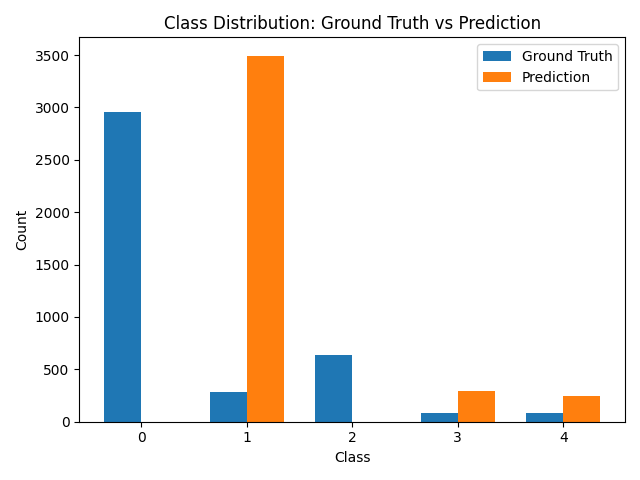 Class Distribution: Ground Truth vs Prediction
Ground Truth
Prediction
3500
3000
2500
2000
1500
1000
500
0
Count
0 1 2 3 4
Class